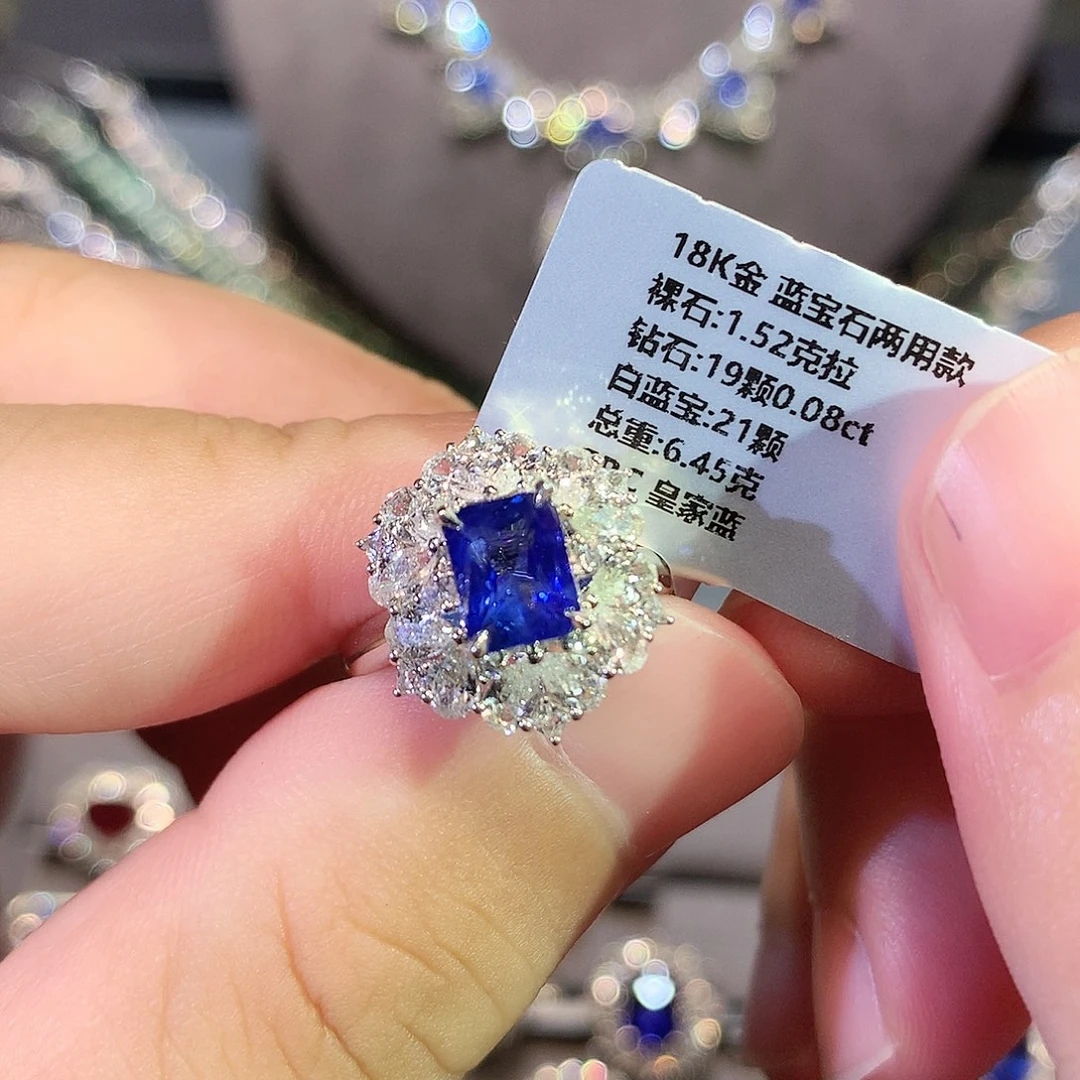 18K金 蓝宝石两用款
裸石:1.52克拉
钻石:19颗0.08ct
白蓝宝:21颗
总重:6.45克
皇家蓝